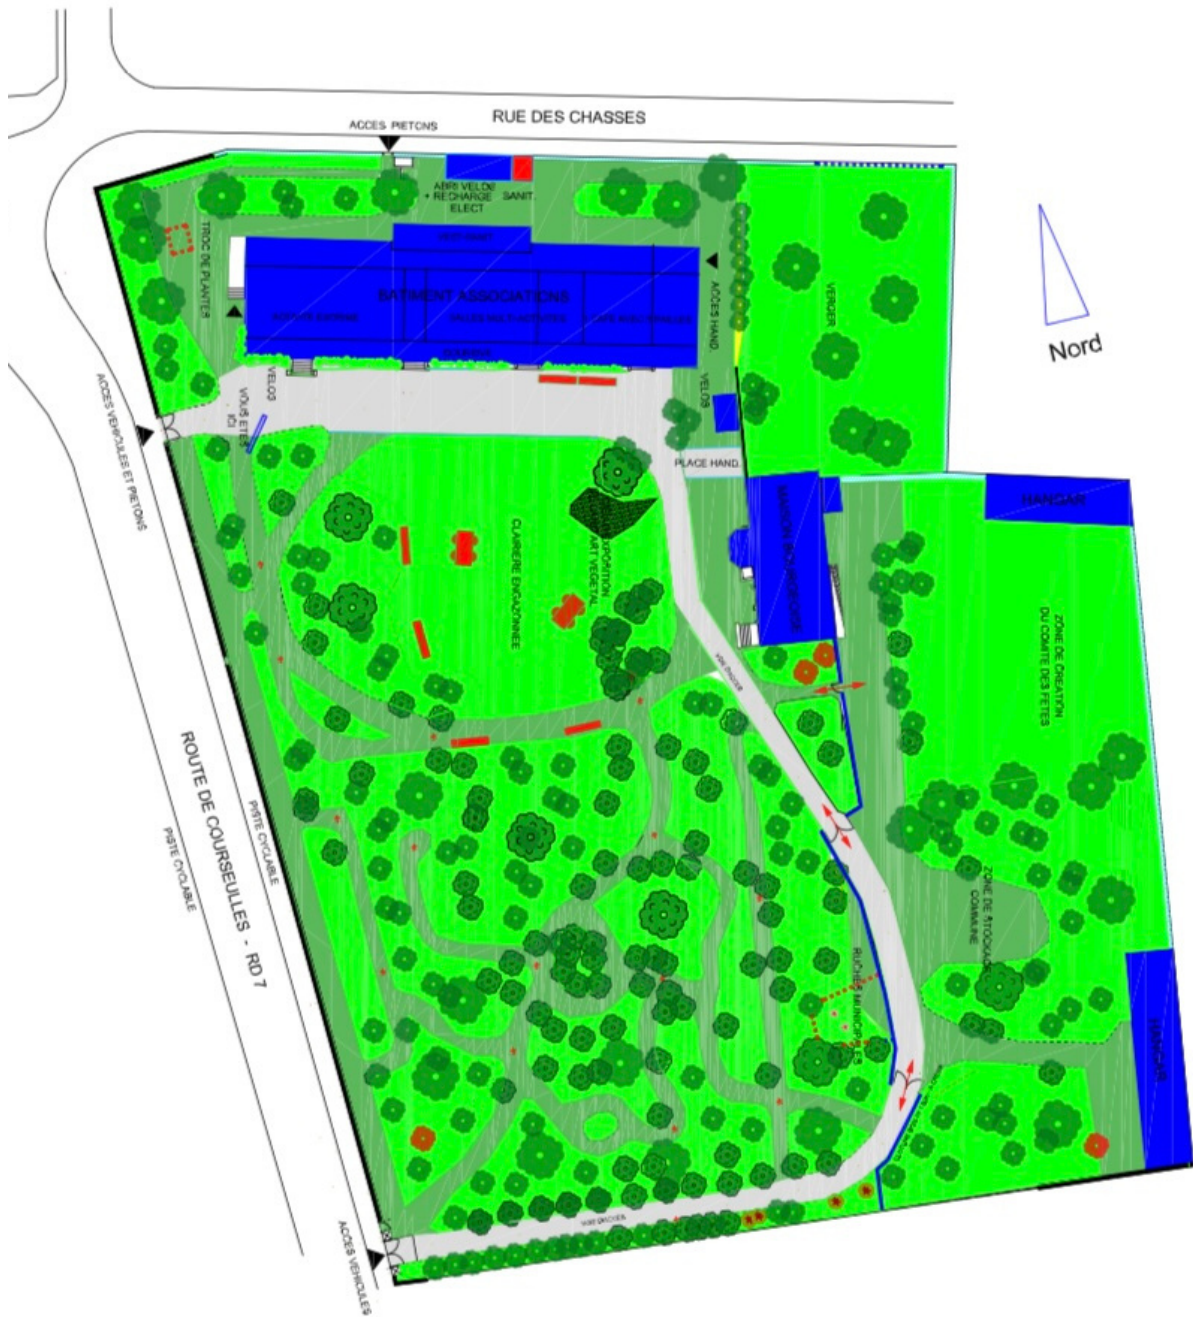 RUE DES CHASSES
ACCES PIETONS
ABRI VELOS
+ RECHARGE
ELECT
SANIT.
TROC DE PLANTES
BATIMENT ASSOCIATIONS
ACCES HAND.
VERGER
Nord
VELOS
VELOS
VOUS ETES
ICI
ACCES VEHICULES ET PIETONS
PLACE HAND.
HANGAR
MAISON BOURGEOISE
CLAIRIERE ENGAZONNEE
EXPOSITION
ART VEGETAL
ZONE DE CREATION
DU COMITE DES FETES
ROUTE DE COURSEULLES - RD7
PISTE CYCLABLE
PISTE CYCLABLE
ZONE DE STOCKAGE
COMMUNE
RUCHES MUNICIPALES
HANGAR
ACCES VEHICULES